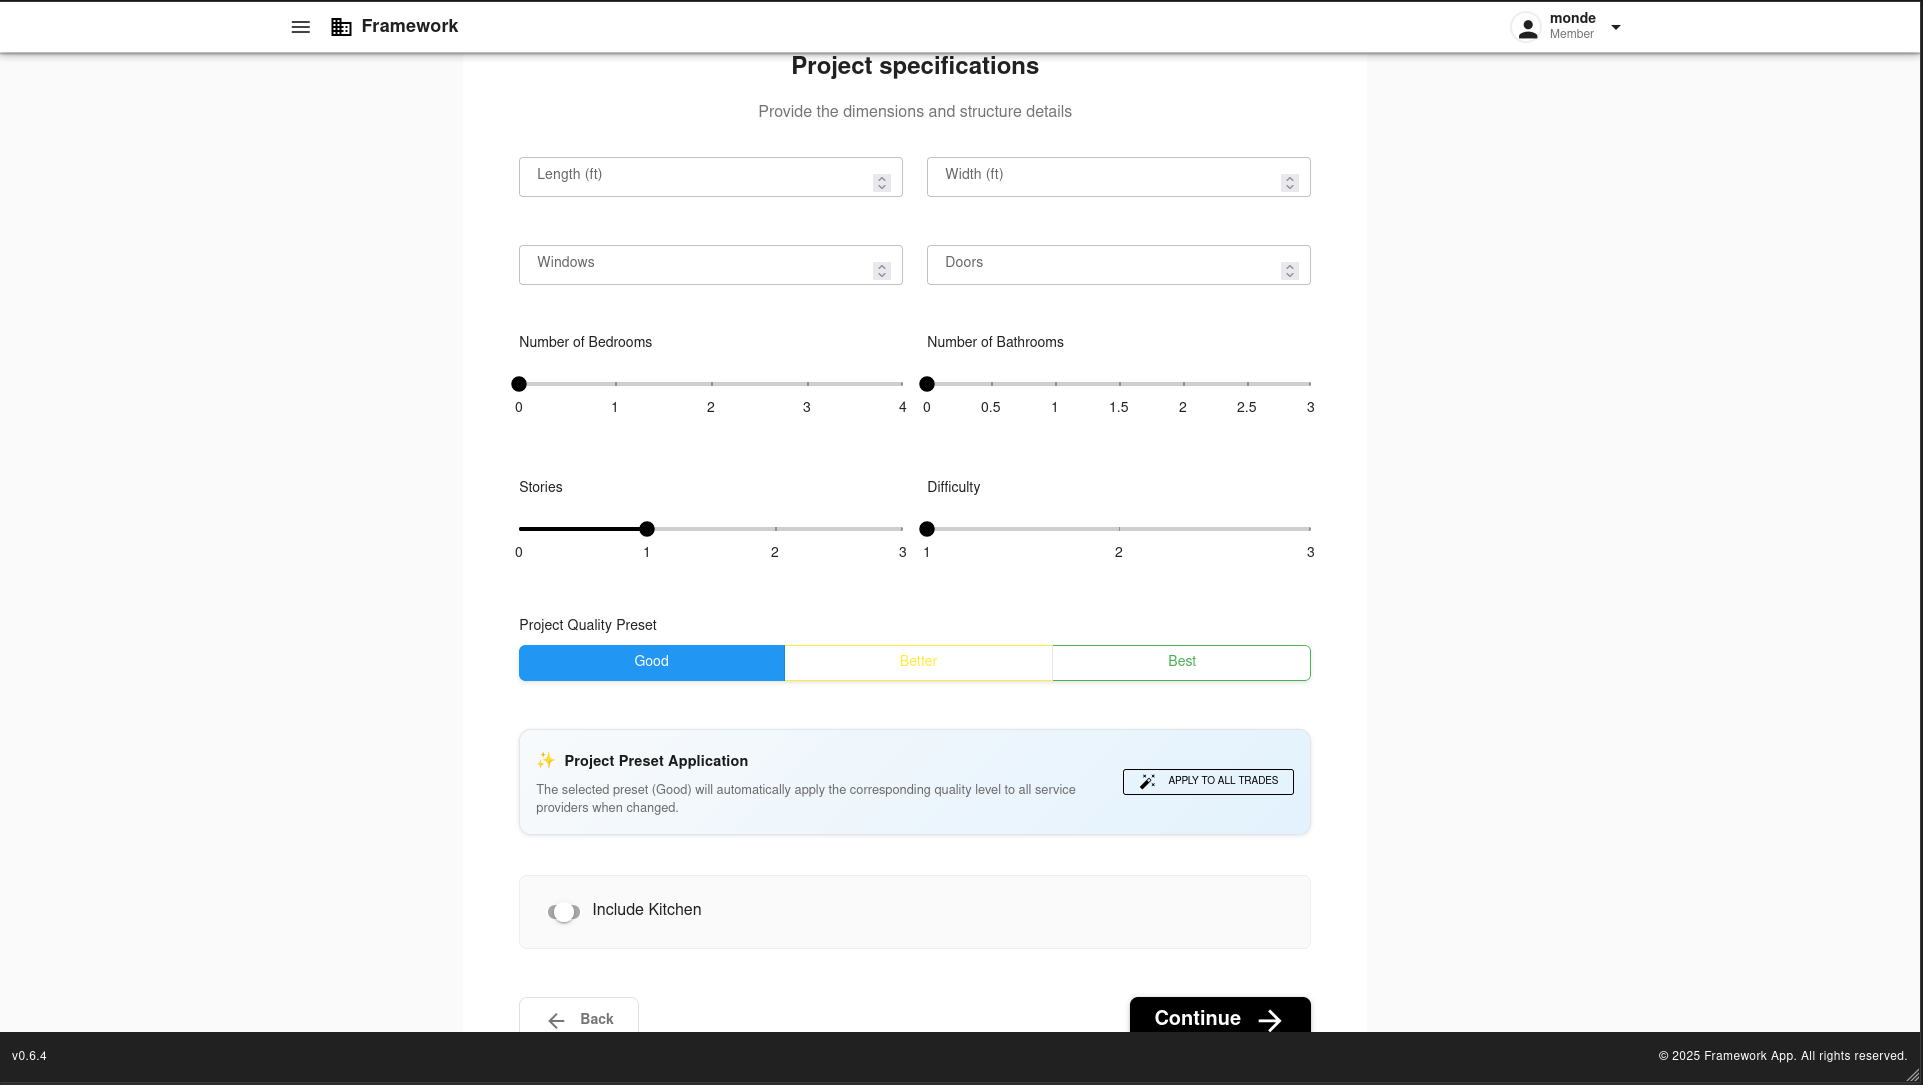 Framework
monde
Member
Project specifications
Provide the dimensions and structure details
Length (ft)
Width (ft)
Windows
Doors
Number of Bedrooms
Number of Bathrooms
0 1 2 3 4
0 0.5 1 1.5 2 2.5 3
Stories
Difficulty
0 1 2 3
1 2 3
Project Quality Preset
Good Better Best
✨ Project Preset Application
The selected preset (Good) will automatically apply the corresponding quality level to all service
providers when changed.
APPLY TO ALL TRADES
Include Kitchen
Back
Continue
v0.6.4
© 2025 Framework App. All rights reserved.